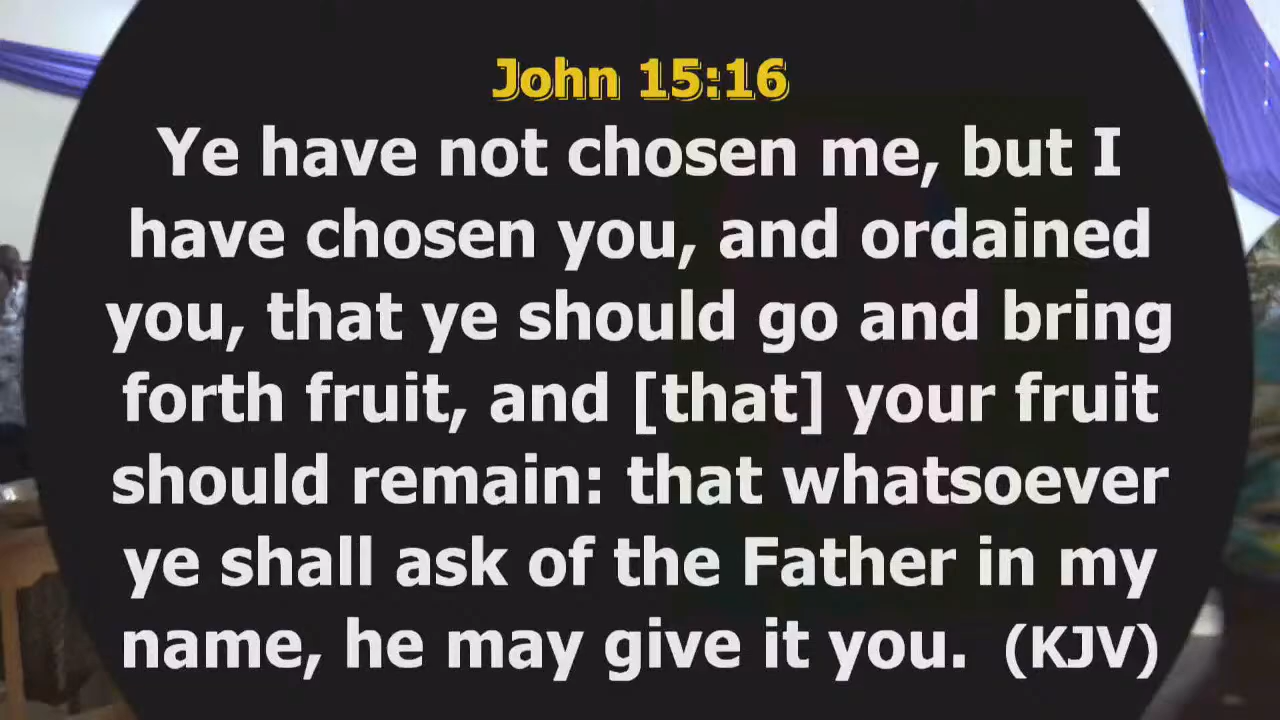 John 15:16
Ye have not chosen me, but I
have chosen you, and ordained
you, that ye should go and bring
forth fruit, and [that] your fruit
should remain: that whatsoever
ye shall ask of the Father in my
name, he may give it you. (KJV)